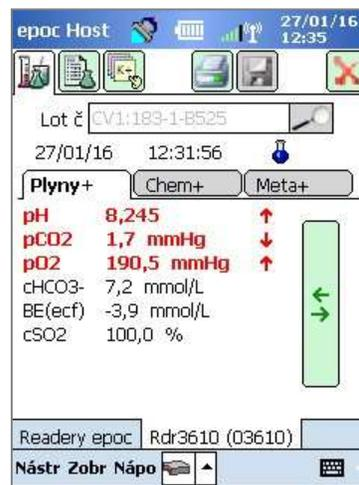 epoc Host 27/01/16 12:35
K+
Lot č CV1:183-1-B525
27/01/16 12:31:56
Plyny+ Chem+ Meta+
pH 8,245 ↑
pCO2 1,7 mmHg ↓
pO2 190,5 mmHg ↑
cHCO3- 7,2 mmol/L
BE(ecf) -3,9 mmol/L
cSO2 100,0 %
Readery epoc Rdr3610 (03610)
Nástr Zobr Nápo